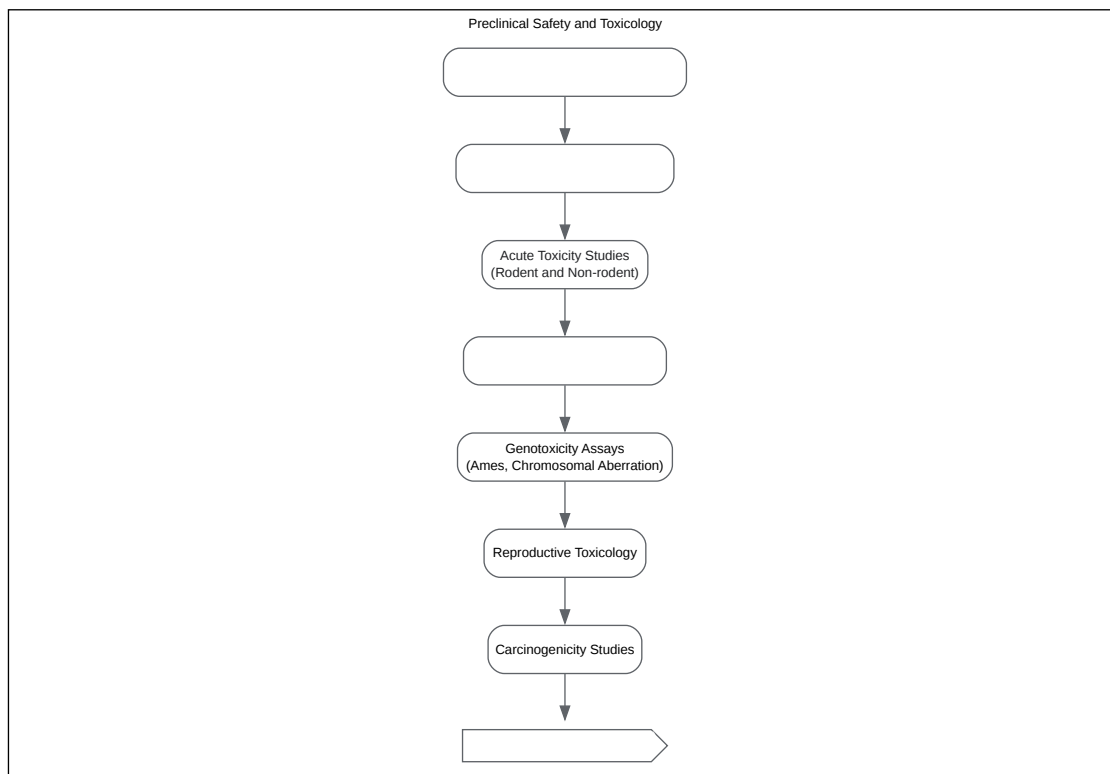 Preclinical Safety and Toxicology
Acute Toxicity Studies
(Rodent and Non-rodent)
Genotoxicity Assays
(Ames, Chromosomal Aberration)
Reproductive Toxicology
Carcinogenicity Studies